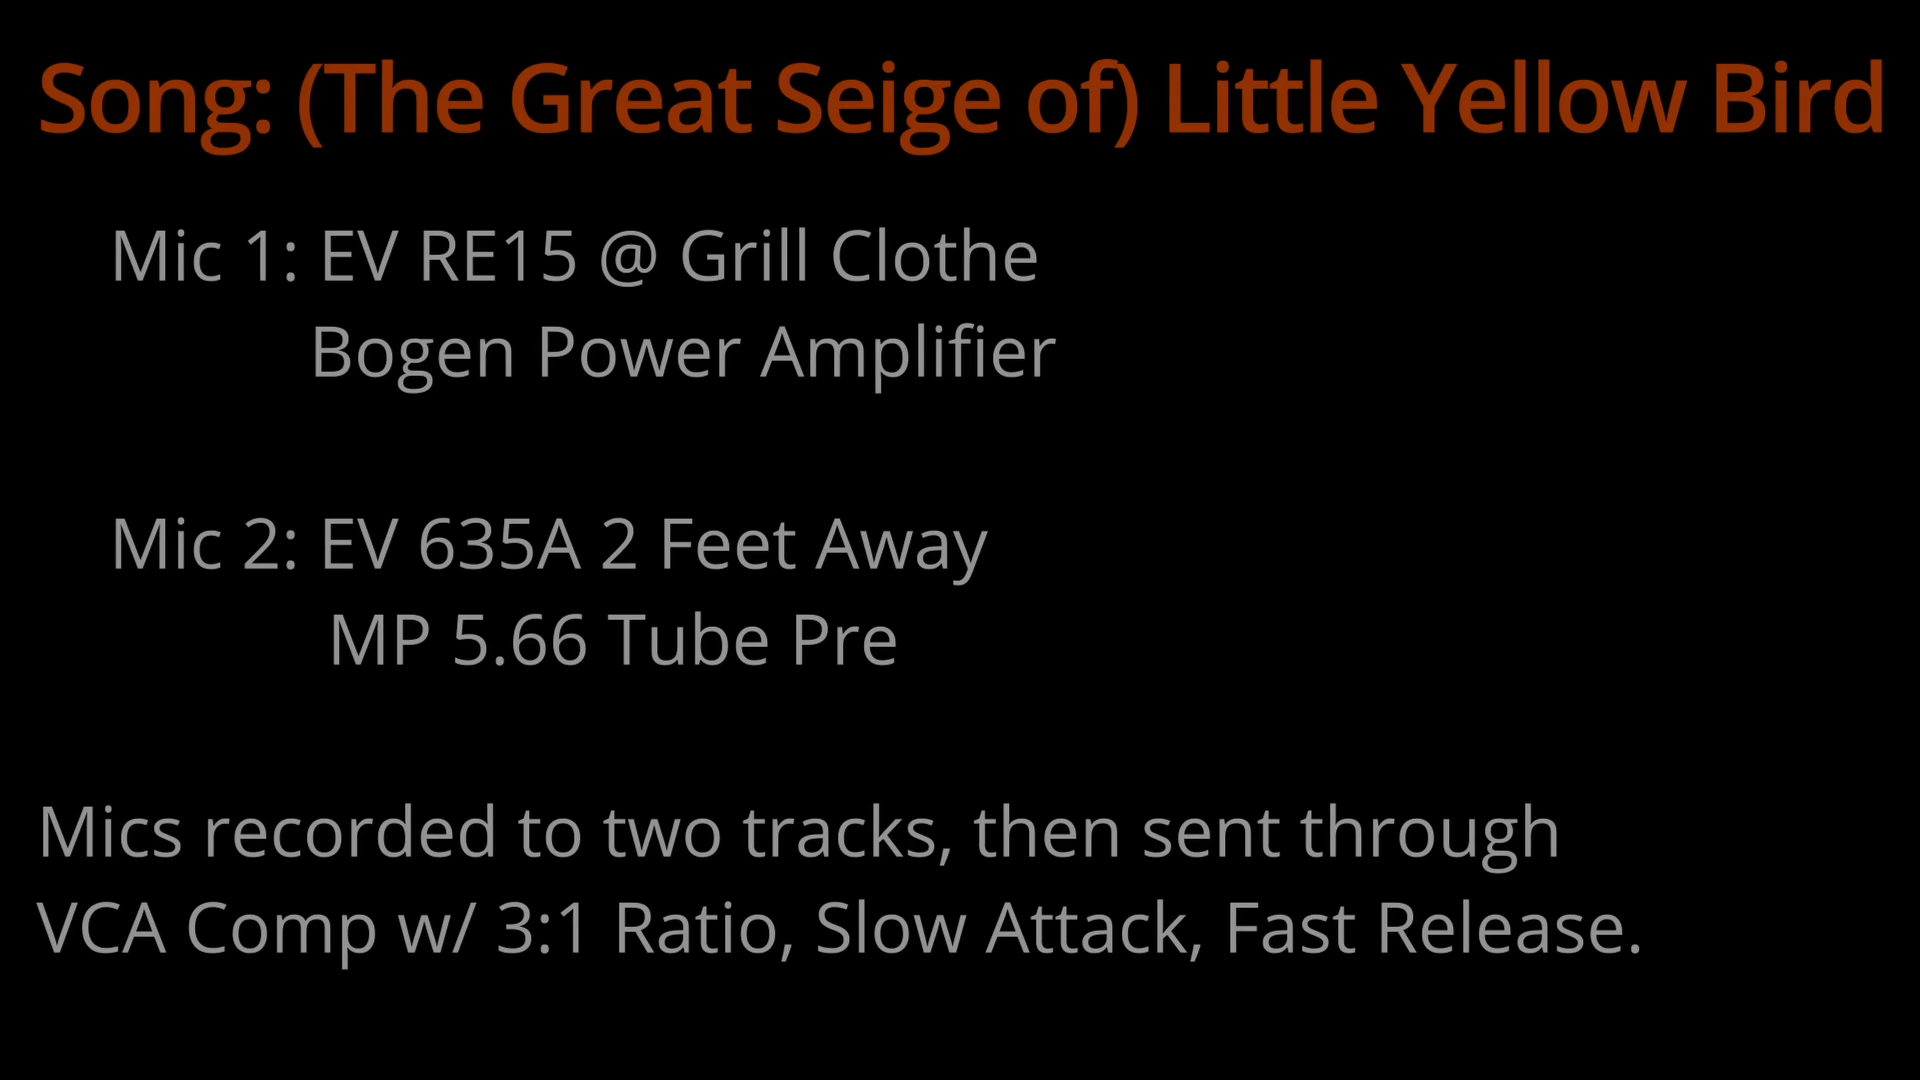 Song: (The Great Seige of) Little Yellow Bird
Mic 1: EV RE15 @ Grill Clothe
Bogen Power Amplifier
Mic 2: EV 635A 2 Feet Away
MP 5.66 Tube Pre
Mics recorded to two tracks, then sent through
VCA Comp w/ 3:1 Ratio, Slow Attack, Fast Release.